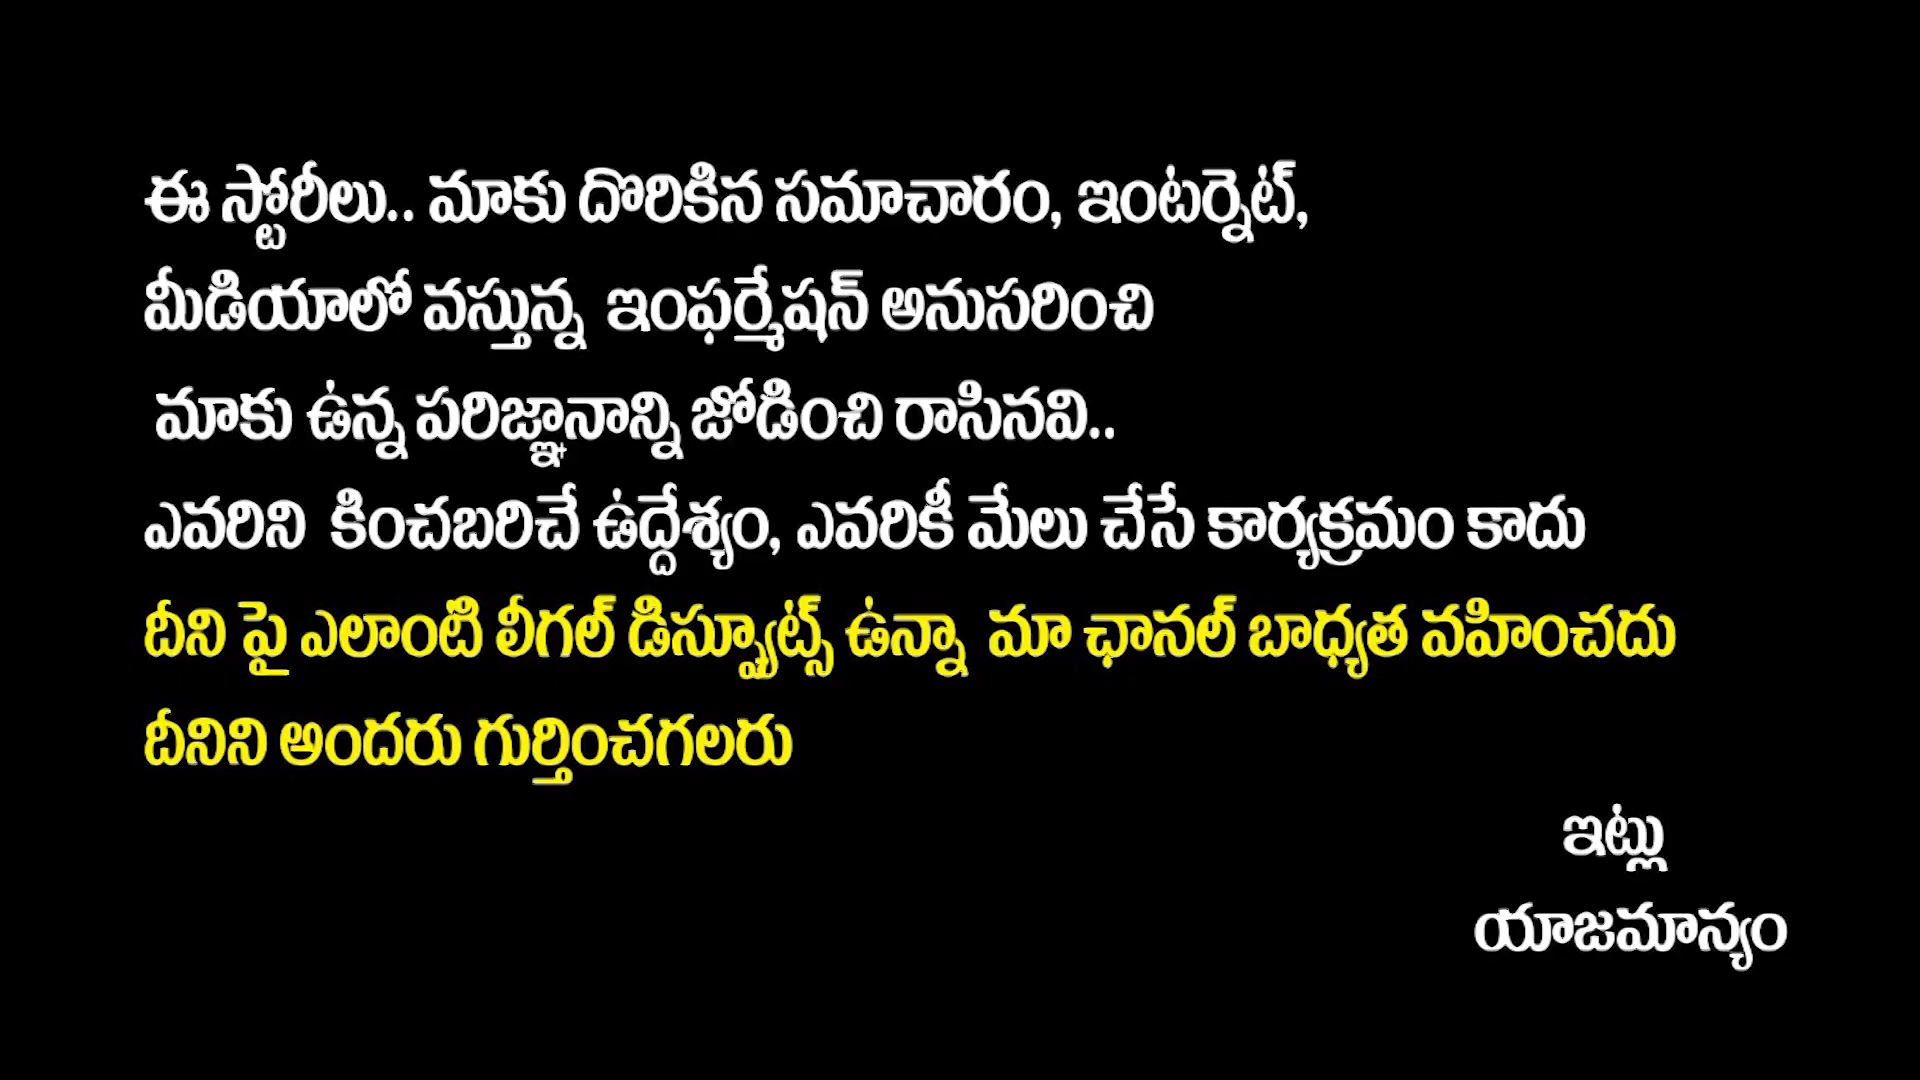 ఈ స్టోరీలు.. మాకు దొరికిన సమాచారం, ఇంటర్నెట్,
మీడియాలో వస్తున్న ఇంఫర్మేషన్ అనుసరించి
మాకు ఉన్న పరిజ్ఞానాన్ని జోడించి రాసినవి..
ఎవరిని కించబరిచే ఉద్దేశ్యం, ఎవరికీ మేలు చేసే కార్యక్రమం కాదు
దీని పై ఎలాంటి లీగల్ డిస్ప్యూట్స్ ఉన్నా మా ఛానల్ బాధ్యత వహించదు
దీనిని అందరు గుర్తించగలరు
ఇట్లు
యాజమాన్యం